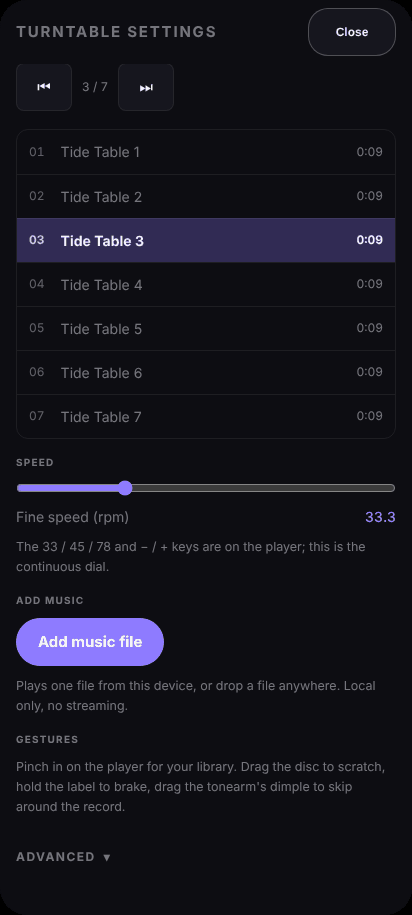 TURNTABLE SETTINGS
Close
3 / 7
01 Tide Table 1 0:09
02 Tide Table 2 0:09
03 Tide Table 3 0:09
04 Tide Table 4 0:09
05 Tide Table 5 0:09
06 Tide Table 6 0:09
07 Tide Table 7 0:09
SPEED
Fine speed (rpm) 33.3
The 33 / 45 / 78 and − / + keys are on the player; this is the
continuous dial.
ADD MUSIC
Add music file
Plays one file from this device, or drop a file anywhere. Local
only, no streaming.
GESTURES
Pinch in on the player for your library. Drag the disc to scratch,
hold the label to brake, drag the tonearm's dimple to skip
around the record.
ADVANCED ▼